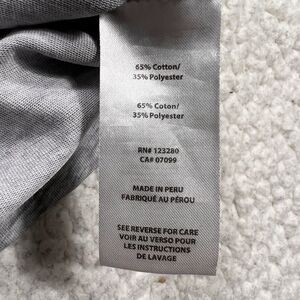 65% Cotton/
35% Polyester
65% Coton/
35% Polyester
RN# 123280
CA# 07099
MADE IN PERU
FABRIQUÉ AU PÉROU
SEE REVERSE FOR CARE
VOIR AU VERSO POUR
LES INSTRUCTIONS
DE LAVAGE